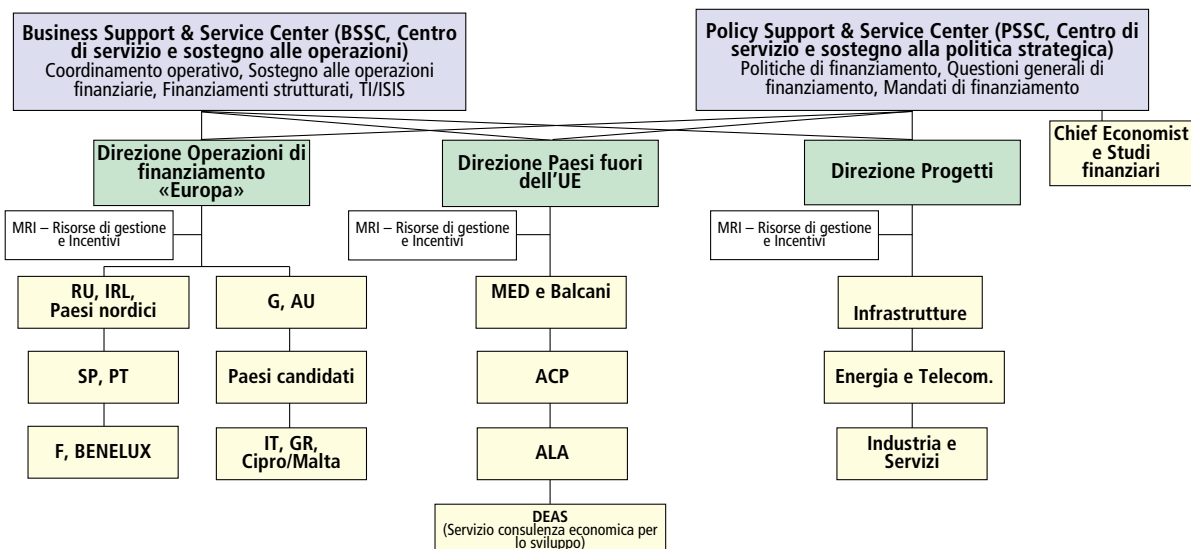 Business Support & Service Center (BSSC, Centro
di servizio e sostegno alle operazioni)
Coordinamento operativo, Sostegno alle operazioni
finanziarie, Finanziamenti strutturati, TI/ISIS
Policy Support & Service Center (PSSC, Centro di
servizio e sostegno alla politica strategica)
Politiche di finanziamento, Questioni generali di
finanziamento, Mandati di finanziamento
Chief Economist
e Studi
finanziari
Direzione Operazioni di
finanziamento
«Europa»
Direzione Paesi fuori
dell'UE
Direzione Progetti
MRI – Risorse di gestione
e Incentivi
MRI – Risorse di gestione
e Incentivi
MRI – Risorse di gestione
e Incentivi
RU, IRL,
Paesi nordici
G, AU
MED e Balcani
Infrastrutture
SP, PT
Paesi candidati
ACP
Energia e Telecom.
F, BENELUX
IT, GR,
Cipro/Malta
ALA
Industria e
Servizi
DEAS
(Servizio consulenza economica per
lo sviluppo)